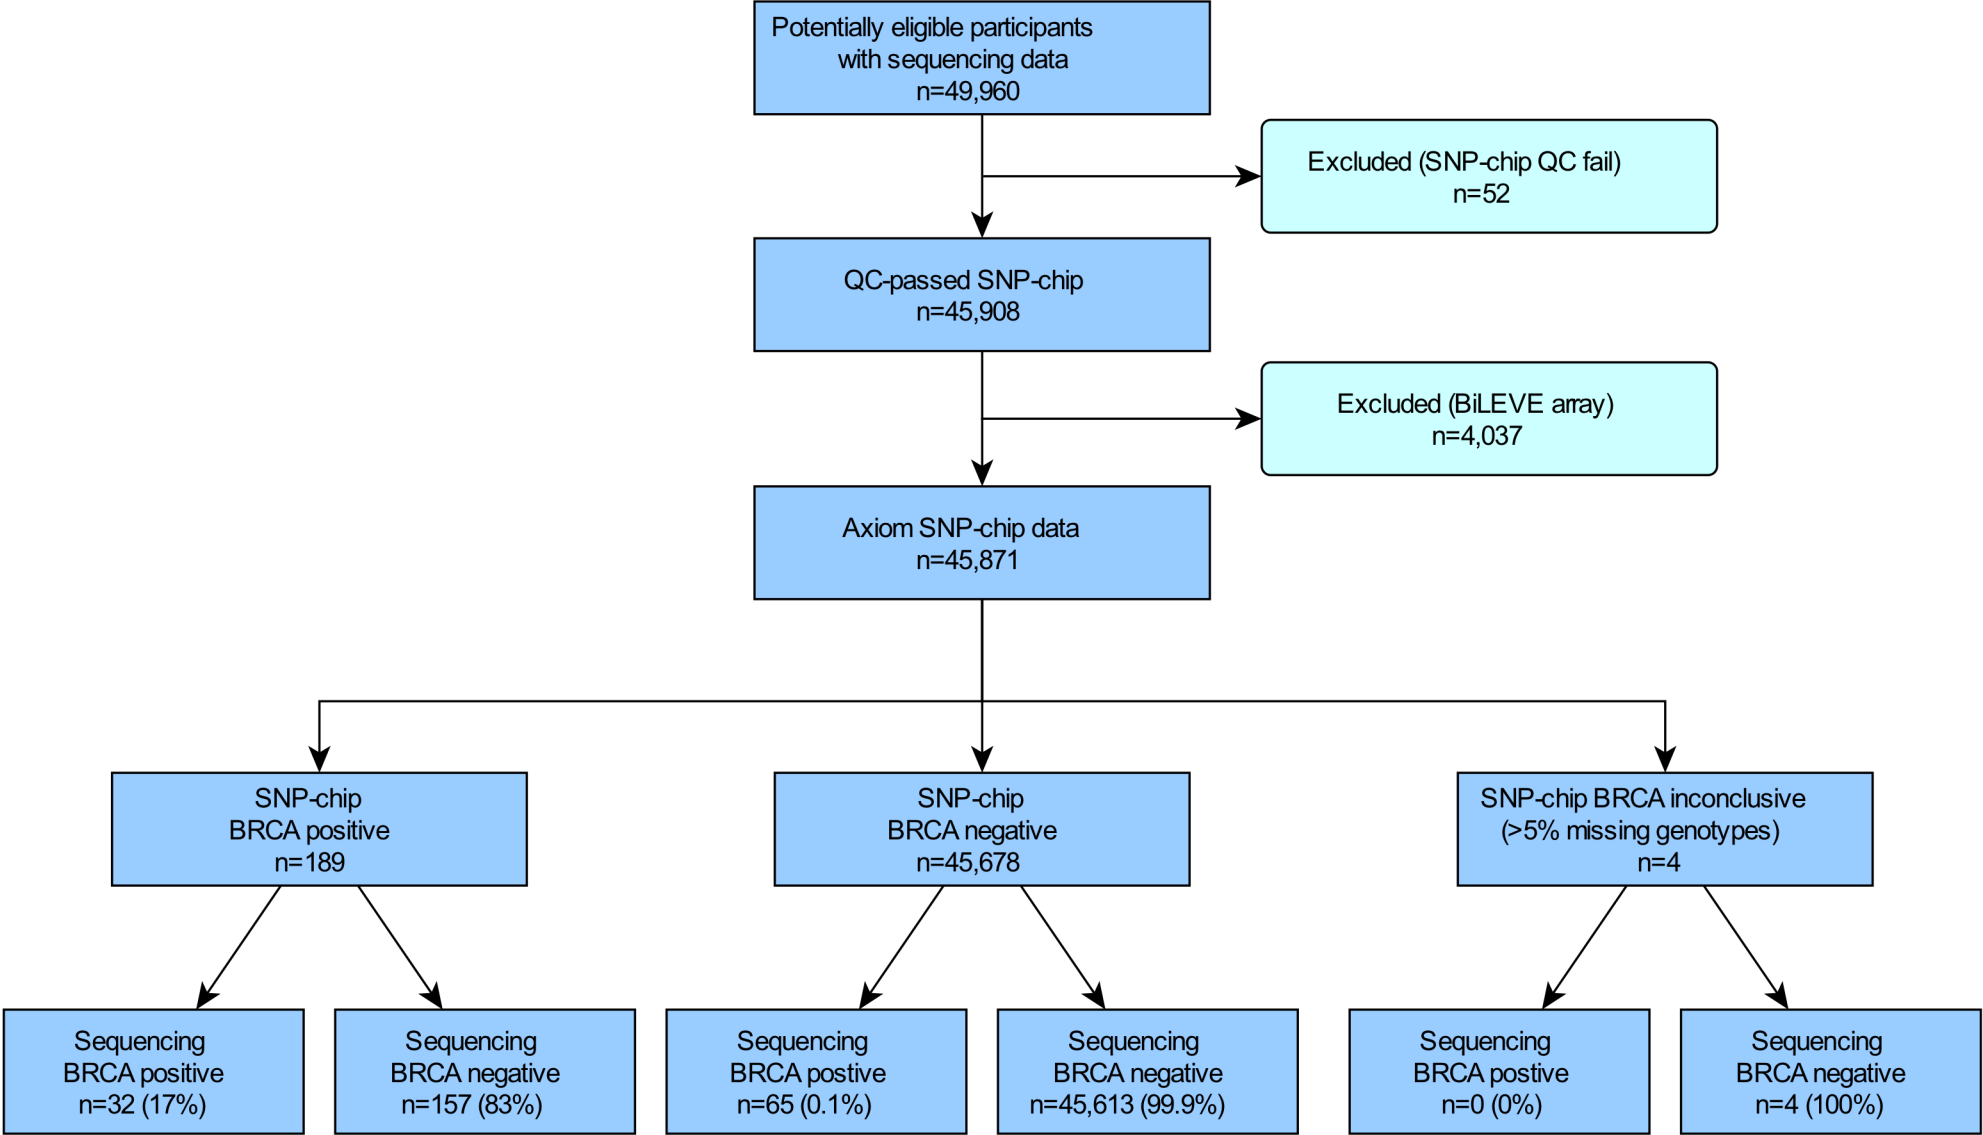 Potentially eligible participants
with sequencing data
n=49,960
Excluded (SNP-chip QC fail)
n=52
QC-passed SNP-chip
n=45,908
Excluded (BiLEVE array)
n=4,037
Axiom SNP-chip data
n=45,871
SNP-chip
BRCA positive
n=189
SNP-chip
BRCA negative
n=45,678
SNP-chip BRCA inconclusive
(>5% missing genotypes)
n=4
Sequencing
BRCA positive
n=32 (17%)
Sequencing
BRCA negative
n=157 (83%)
Sequencing
BRCA postive
n=65 (0.1%)
Sequencing
BRCA negative
n=45,613 (99.9%)
Sequencing
BRCA postive
n=0 (0%)
Sequencing
BRCA negative
n=4 (100%)